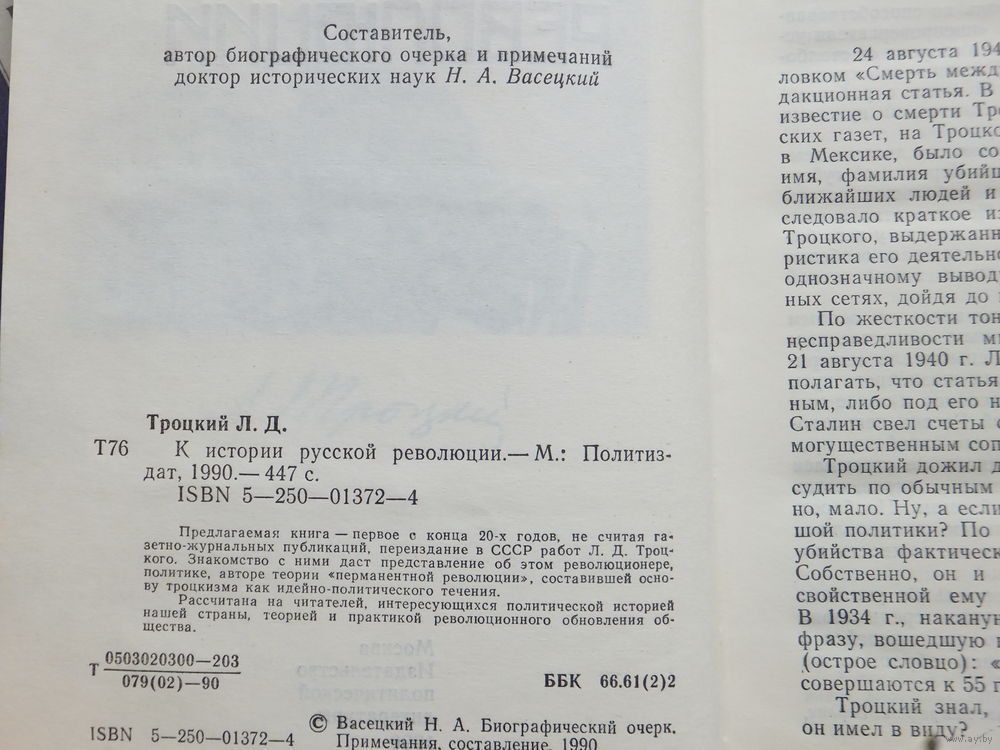 Составитель,
автор биографического очерка и примечаний
доктор исторических наук Н. А. Васецкий
Троцкий Л. Д.
Т76 К истории русской революции.— М.: Политиз-
дат, 1990.— 447 с.
ISBN 5—250—01372—4
Предлагаемая книга — первое с конца 20-х годов, не считая га-
зетно-журнальных публикаций, переиздание в СССР работ Л. Д. Троц-
кого. Знакомство с ними даст представление об этом революционере,
политике, авторе теории «перманентной революции», составившей осно-
ву троцкизма как идейно-политического течения.
Рассчитана на читателей, интересующихся политической историей
нашей страны, теорией и практикой революционного обновления об-
щества.
Т 0503020300—203
079(02)—90
ББК 66.61(2)2
ISBN 5—250—01372—4
© Васецкий Н. А. Биографический очерк.
Примечания, составление. 1990
24 августа 194
ловком «Смерть межд
дакционная статья. В
известие о смерти Тро
ских газет, на Троцко
в Мексике, было со
имя, фамилия убийц
ближайших людей и
следовало краткое из
Троцкого, выдержанн
ристика его деятельно
однозначному вывод
ных сетях, дойдя до
По жесткости тон
несправедливости м
21 августа 1940 г. Л
полагать, что статья
ным, либо под его н
Сталин свел счеты с
могущественным соп
Троцкий дожил д
судить по обычным
но, мало. Ну, а если
шой политики? По
убийства фактическ
Собственно, он и
свойственной ему
В 1934 г., накану
фразу, вошедшую
(острое словцо): «
совершаются к 55 г
Троцкий знал,
он имел в виду?
www.ay.by